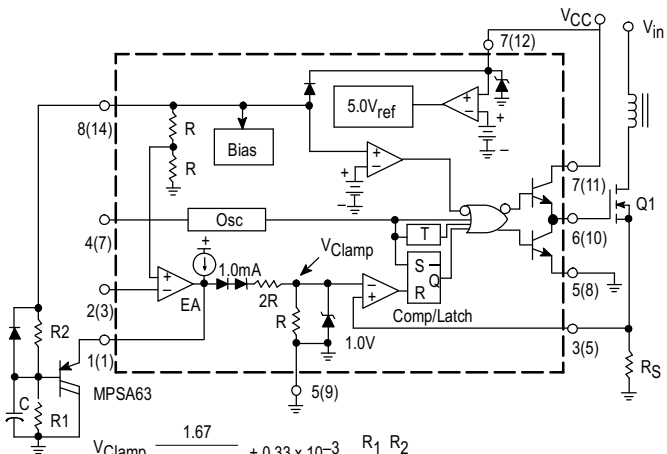 VCC
Vin
7(12)
5.0Vref
+
–
+
–
8(14)
R
Bias
R
+
–
+
–
7(11)
Q1
4(7)
Osc
T
6(10)
+
1.0mA
VClamp
S
Q
R
5(8)
+
–
EA
2R
–
+
2(3)
R
Comp/Latch
1.0V
3(5)
R2
1(1)
RS
MPSA63
5(9)
C
R1
1.67
VClamp + 0.33 x 10–3 R1 R2